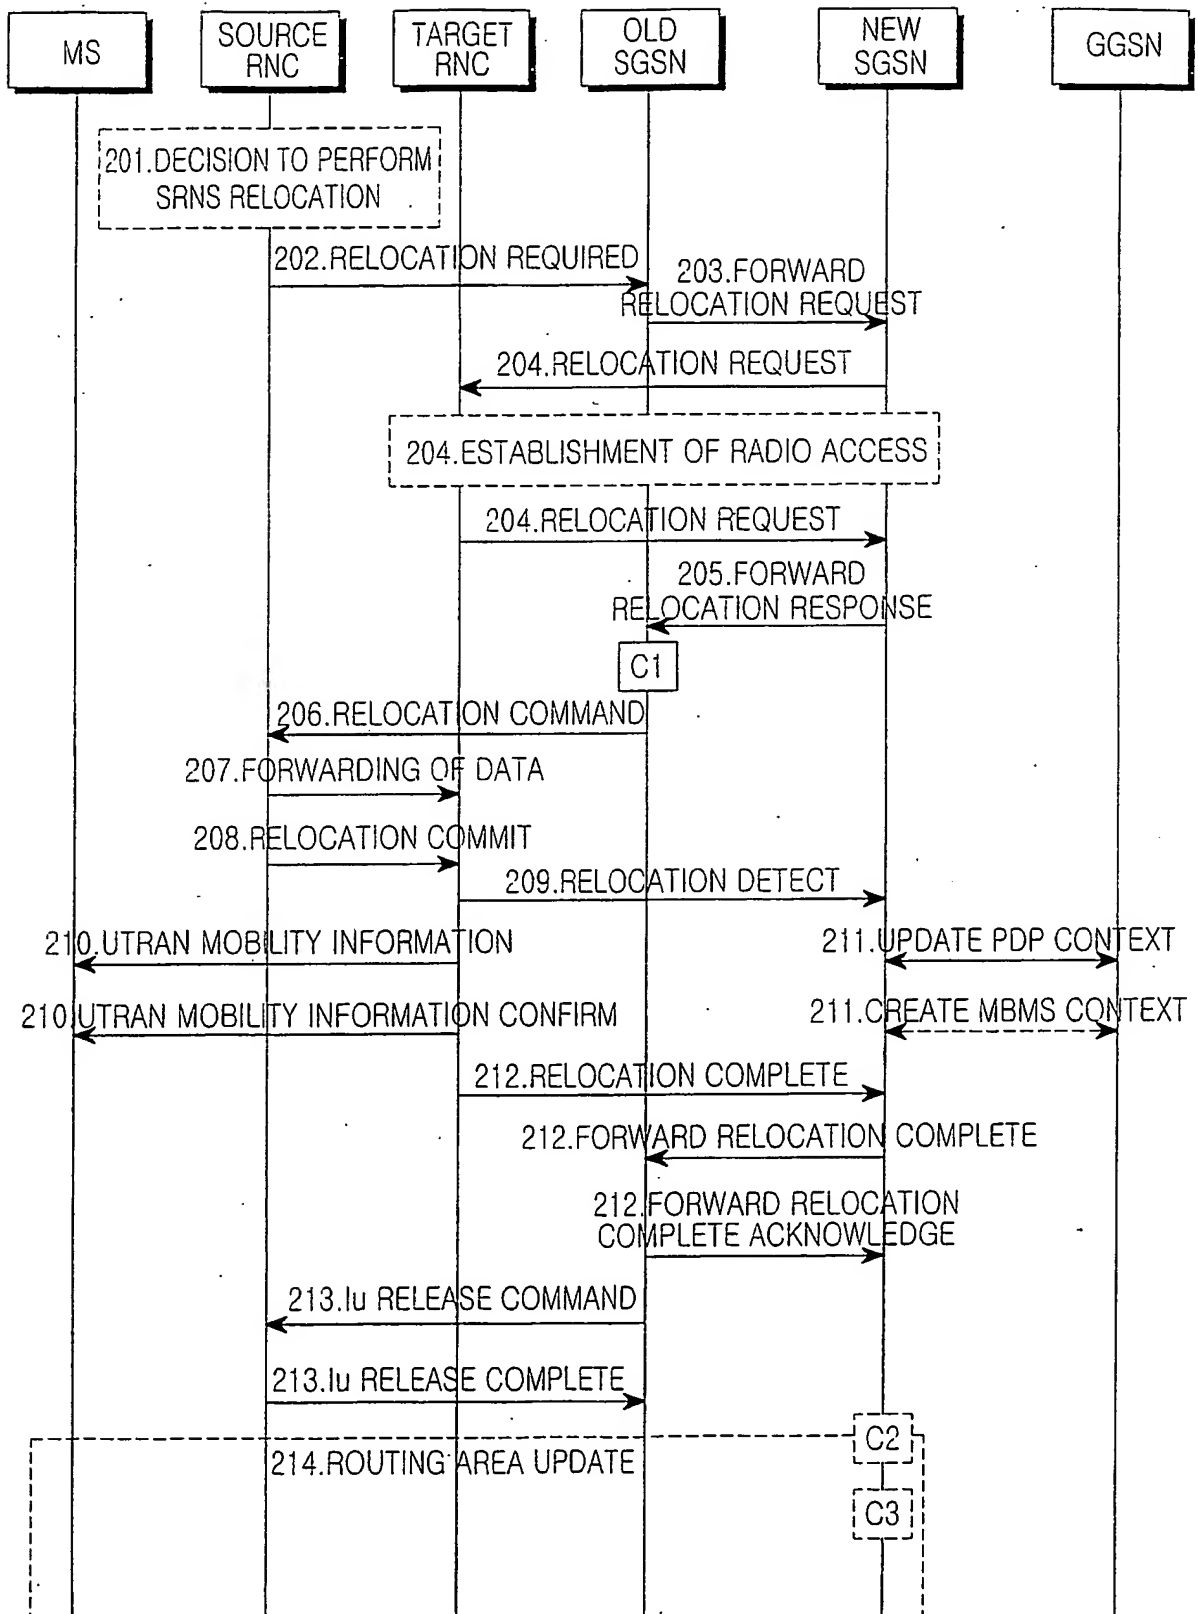 MS
SOURCE
RNC
TARGET
RNC
OLD
SGSN
NEW
SGSN
GGSN
201.DECISION TO PERFORM
SRNS RELOCATION
202.RELOCATION REQUIRED
203.FORWARD
RELOCATION REQUEST
204.RELOCATION REQUEST
204.ESTABLISHMENT OF RADIO ACCESS
204.RELOCATION REQUEST
205.FORWARD
RELOCATION RESPONSE
C1
206.RELOCATION COMMAND
207.FORWARDING OF DATA
208.RELOCATION COMMIT
209.RELOCATION DETECT
210.UTRAN MOBILITY INFORMATION
211.UPDATE PDP CONTEXT
210.UTRAN MOBILITY INFORMATION CONFIRM
211.CREATE MBMS CONTEXT
212.RELOCATION COMPLETE
212.FORWARD RELOCATION COMPLETE
212.FORWARD RELOCATION
COMPLETE ACKNOWLEDGE
213.Iu RELEASE COMMAND
213.Iu RELEASE COMPLETE
C2
214.ROUTING AREA UPDATE
C3